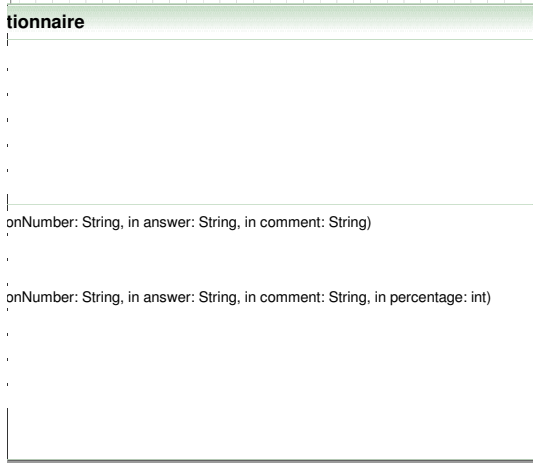 tionnaire
onNumber: String, in answer: String, in comment: String)
onNumber: String, in answer: String, in comment: String, in percentage: int)